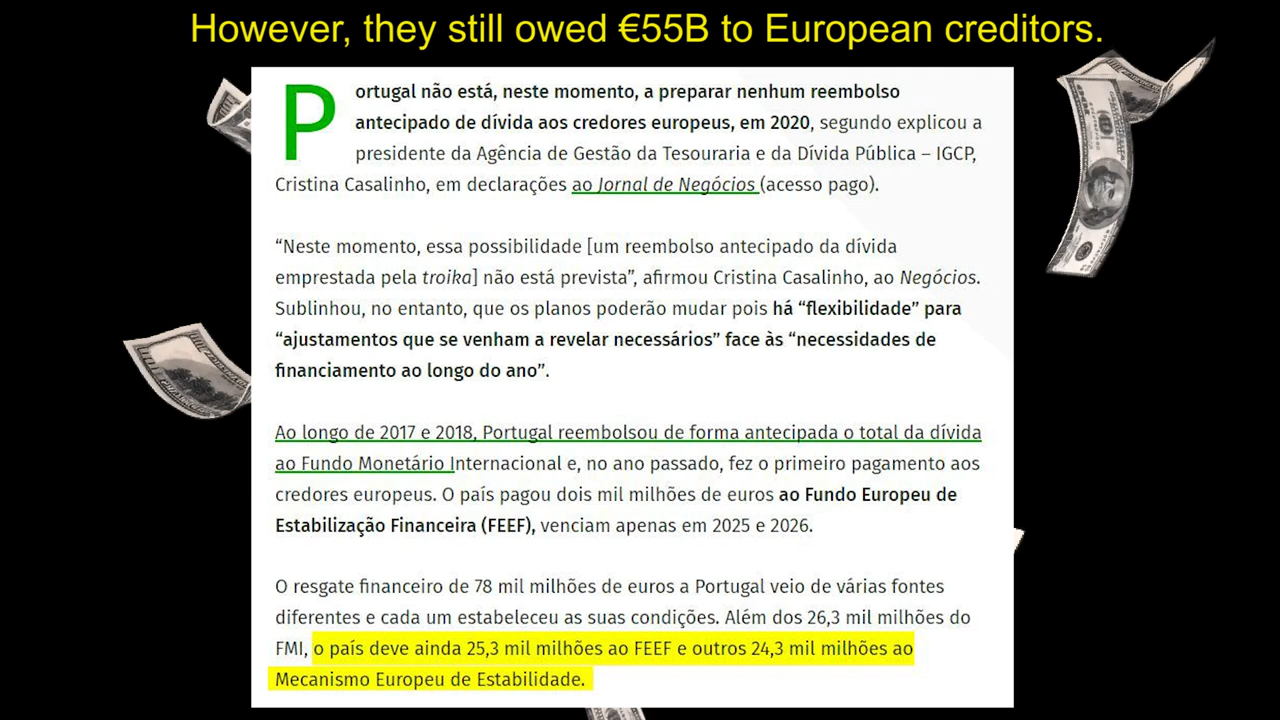 However, they still owed €55B to European creditors.
Portugal não está, neste momento, a preparar nenhum reembolso
antecipado de dívida aos credores europeus, em 2020, segundo explicou a
presidente da Agência de Gestão da Tesouraria e da Dívida Pública – IGCP,
Cristina Casalinho, em declarações ao Jornal de Negócios (acesso pago).
“Neste momento, essa possibilidade [um reembolso antecipado da dívida
emprestada pela troika] não está prevista”, afirmou Cristina Casalinho, ao Negócios.
Sublinhou, no entanto, que os planos poderão mudar pois há “flexibilidade” para
“ajustamentos que se venham a revelar necessários” face às “necessidades de
financiamento ao longo do ano”.
Ao longo de 2017 e 2018, Portugal reembolsou de forma antecipada o total da dívida
ao Fundo Monetário Internacional e, no ano passado, fez o primeiro pagamento aos
credores europeus. O país pagou dois mil milhões de euros ao Fundo Europeu de
Estabilização Financeira (FEEF), venciam apenas em 2025 e 2026.
O resgate financeiro de 78 mil milhões de euros a Portugal veio de várias fontes
diferentes e cada um estabeleceu as suas condições. Além dos 26,3 mil milhões do
FMI, o país deve ainda 25,3 mil milhões ao FEEF e outros 24,3 mil milhões ao
Mecanismo Europeu de Estabilidade.